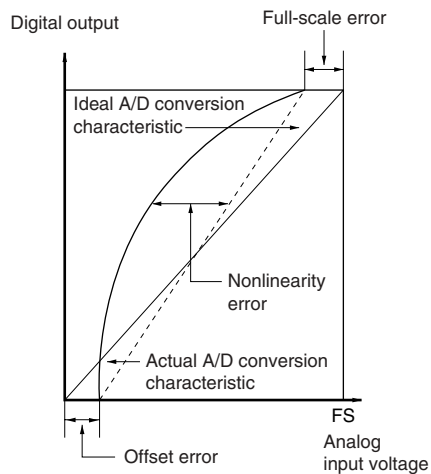 Full-scale error
Digital output
Ideal A/D conversion
characteristic
Nonlinearity
error
Actual A/D conversion
characteristic
FS
Offset error
Analog
input voltage